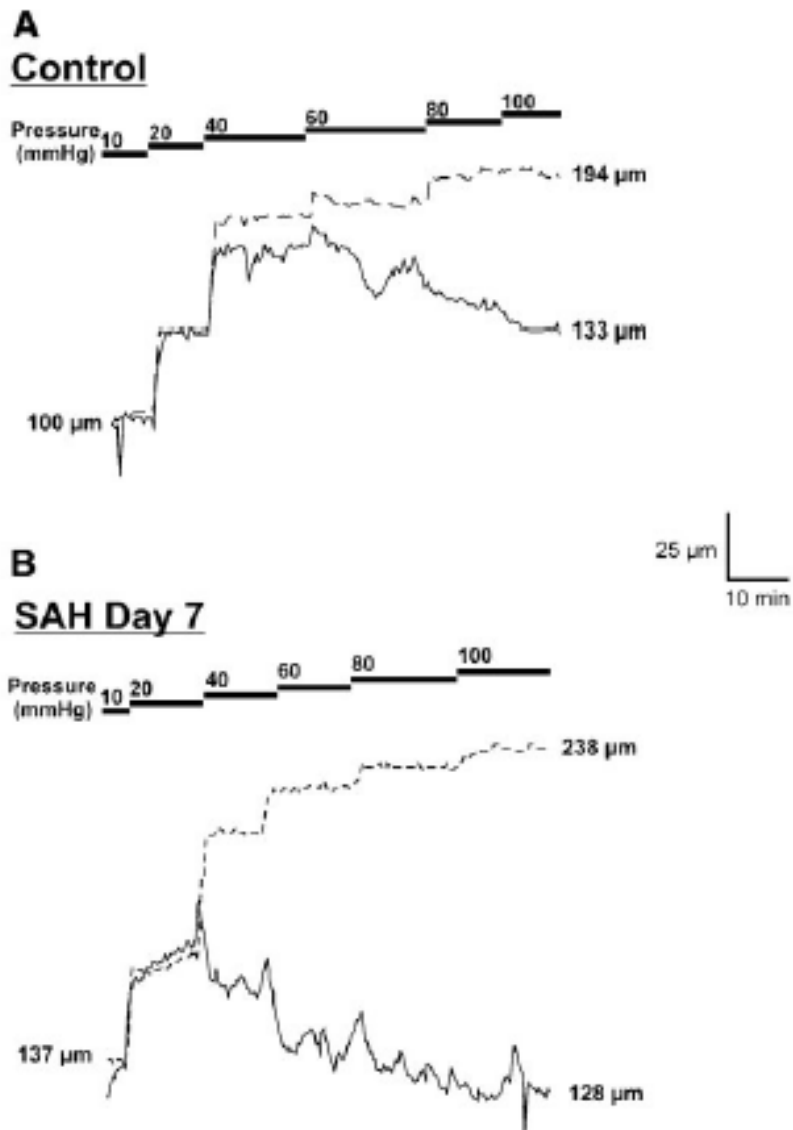 A
Control
Pressure (mmHg) 10 20 40 60 80 100
194 µm
133 µm
100 µm
25 µm
10 min
B
SAH Day 7
Pressure (mmHg) 10 20 40 60 80 100
238 µm
137 µm
128 µm